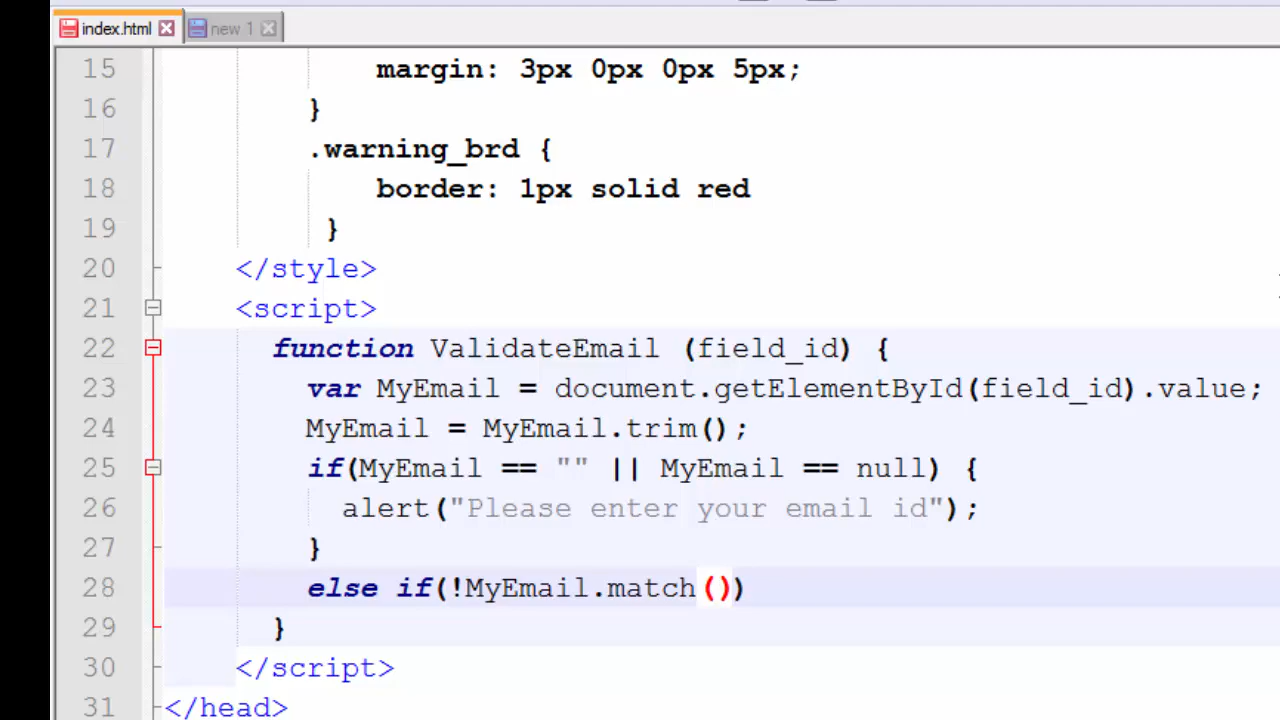 index.html new 1
15 margin: 3px 0px 0px 5px;
16 }
17 .warning_brd {
18 border: 1px solid red
19 }
20 </style>
21 <script>
22 function ValidateEmail (field_id) {
23 var MyEmail = document.getElementById(field_id).value;
24 MyEmail = MyEmail.trim();
25 if(MyEmail == "" || MyEmail == null) {
26 alert("Please enter your email id");
27 }
28 else if(!MyEmail.match())
29 }
30 </script>
31 </head>